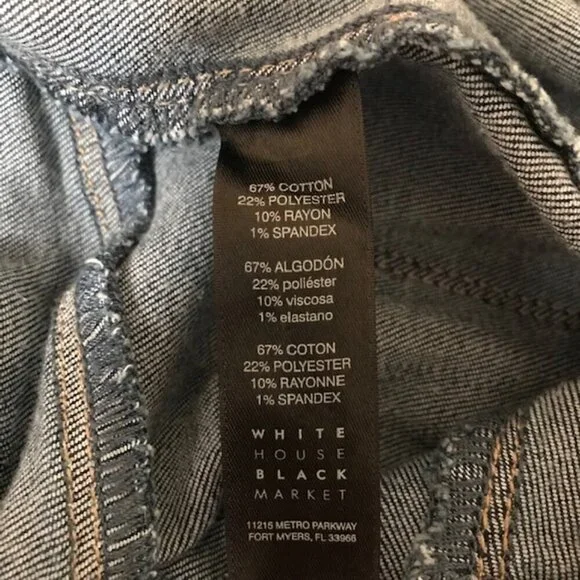 67% COTTON
22% POLYESTER
10% RAYON
1% SPANDEX
67% ALGODÓN
22% poliéster
10% viscosa
1% elastano
67% COTON
22% POLYESTER
10% RAYONNE
1% SPANDEX
WHITE
HOUSE
BLACK
MARKET
11215 METRO PARKWAY
FORT MYERS, FL 33966